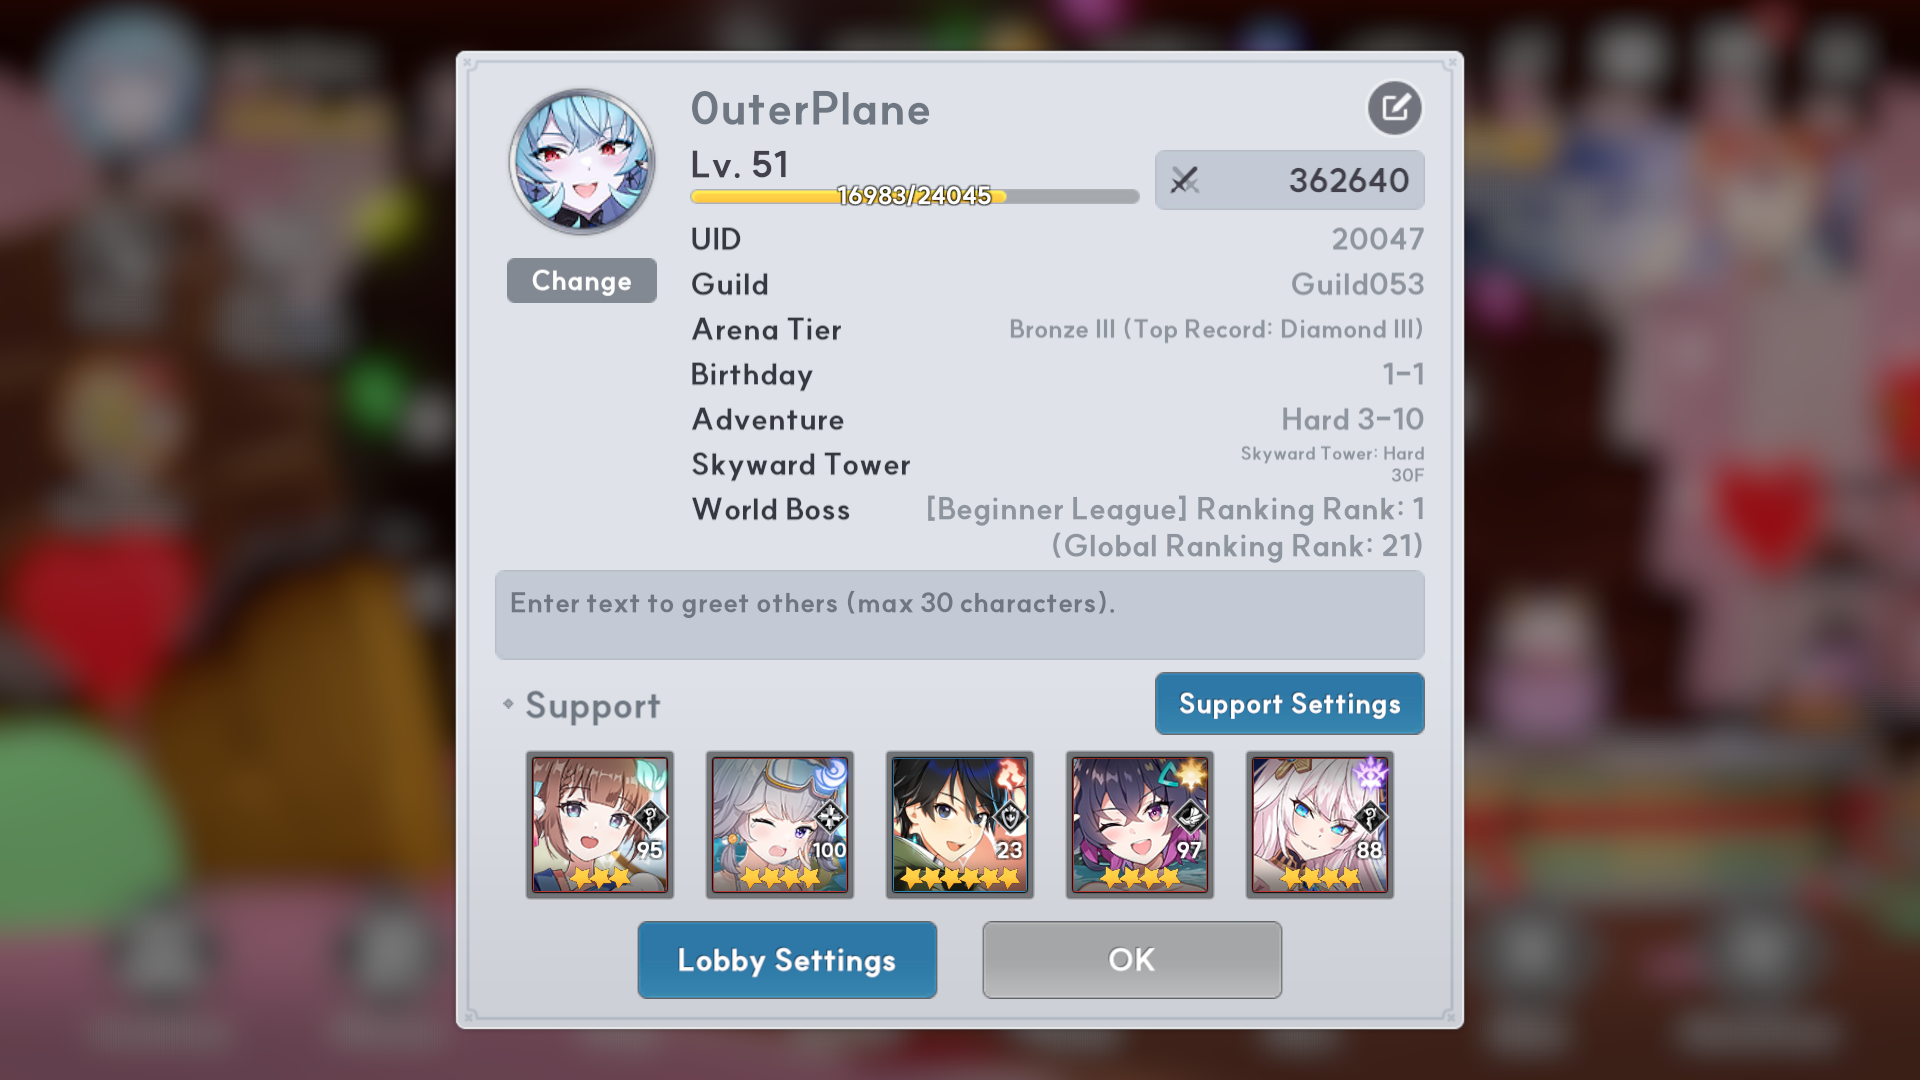 0uterPlane
Lv. 51
16983/24045
362640
UID 20047
Change
Guild Guild053
Arena Tier Bronze III (Top Record: Diamond III)
Birthday 1-1
Adventure Hard 3-10
Skyward Tower Skyward Tower: Hard
30F
World Boss [Beginner League] Ranking Rank: 1
(Global Ranking Rank: 21)
Enter text to greet others (max 30 characters).
Support
Support Settings
95 100 23 97 88
Lobby Settings OK